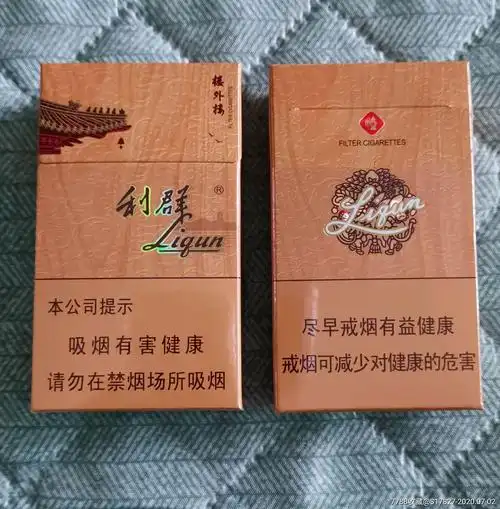 楼外楼
FILTER CIGARETTES
利群
®
Liqun
本公司提示
吸烟有害健康
请勿在禁烟场所吸烟
FILTER CIGARETTES
Liqun
尽早戒烟有益健康
戒烟可减少对健康的危害